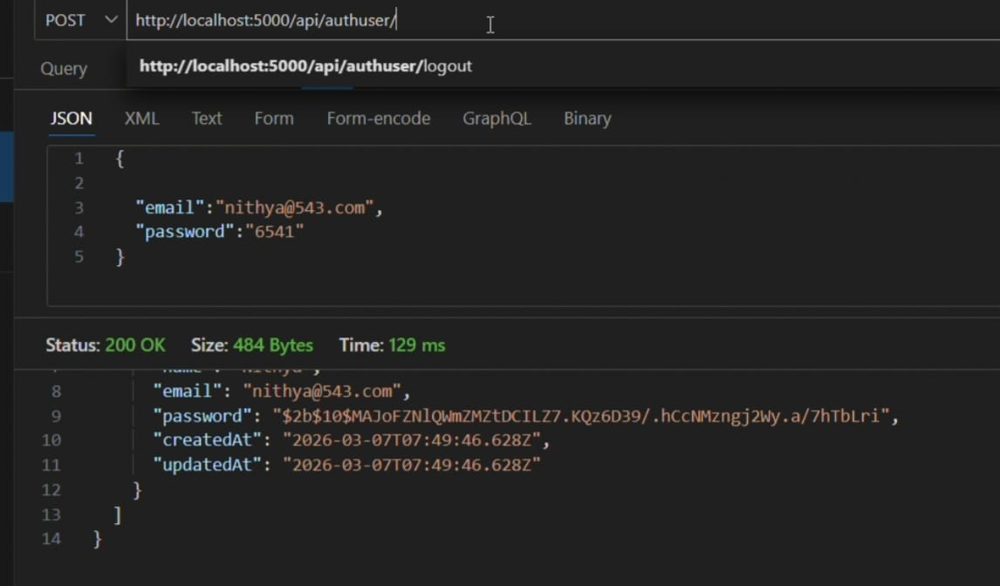 POST http://localhost:5000/api/authuser/
Query http://localhost:5000/api/authuser/logout
JSON XML Text Form Form-encode GraphQL Binary
1 {
2
3 "email":"nithya@543.com",
4 "password":"6541"
5 }
Status: 200 OK Size: 484 Bytes Time: 129 ms
8 "email": "nithya@543.com",
9 "password": "$2b$10$MAJoFZNlQWmZMZtDCILZ7.KQz6D39/.hCcNMzngj2Wy.a/7hTbLri",
10 "createdAt": "2026-03-07T07:49:46.628Z",
11 "updatedAt": "2026-03-07T07:49:46.628Z"
12 }
13 ]
14 }